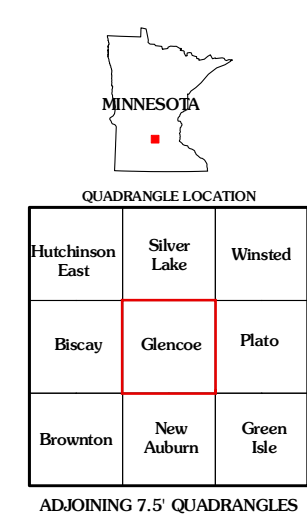 MINNESOTA
QUADRANGLE LOCATION
Hutchinson
East
Silver
Lake
Winsted
Biscay
Glencoe
Plato
Brownton
New
Auburn
Green
Isle
ADJOINING 7.5' QUADRANGLES